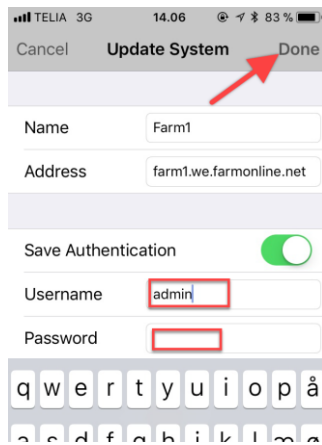 TELIA 3G 14.06 83 %
Cancel Update System Done
Name Farm1
Address farm1.we.farmonline.net
Save Authentication
Username admin
Password
q w e r t y u i o p å
a s d f g h j k l æ ø